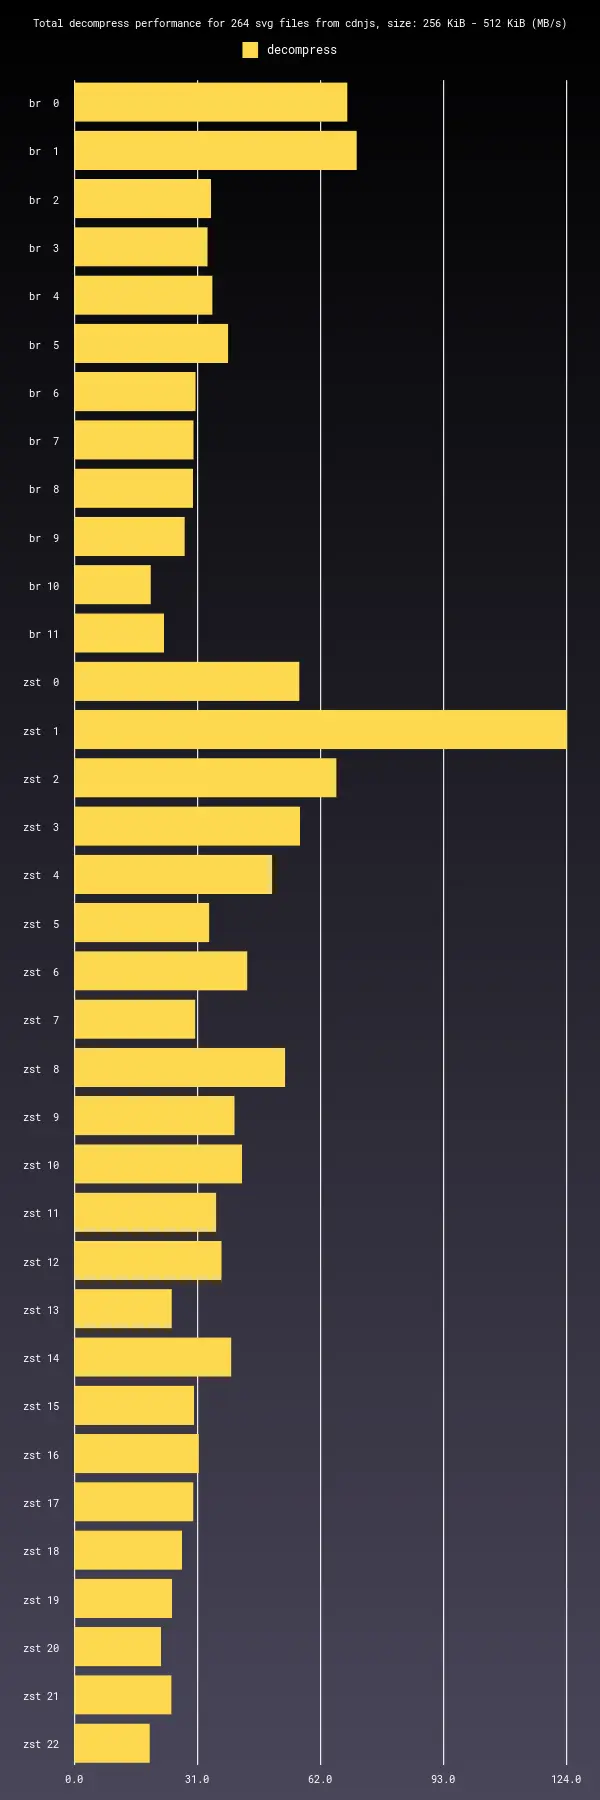 Total decompress performance for 264 svg files from cdnjs, size: 256 KiB - 512 KiB (MB/s)
decompress
br  0
br  1
br  2
br  3
br  4
br  5
br  6
br  7
br  8
br  9
br 10
br 11
zst  0
zst  1
zst  2
zst  3
zst  4
zst  5
zst  6
zst  7
zst  8
zst  9
zst 10
zst 11
zst 12
zst 13
zst 14
zst 15
zst 16
zst 17
zst 18
zst 19
zst 20
zst 21
zst 22
0.0 31.0 62.0 93.0 124.0